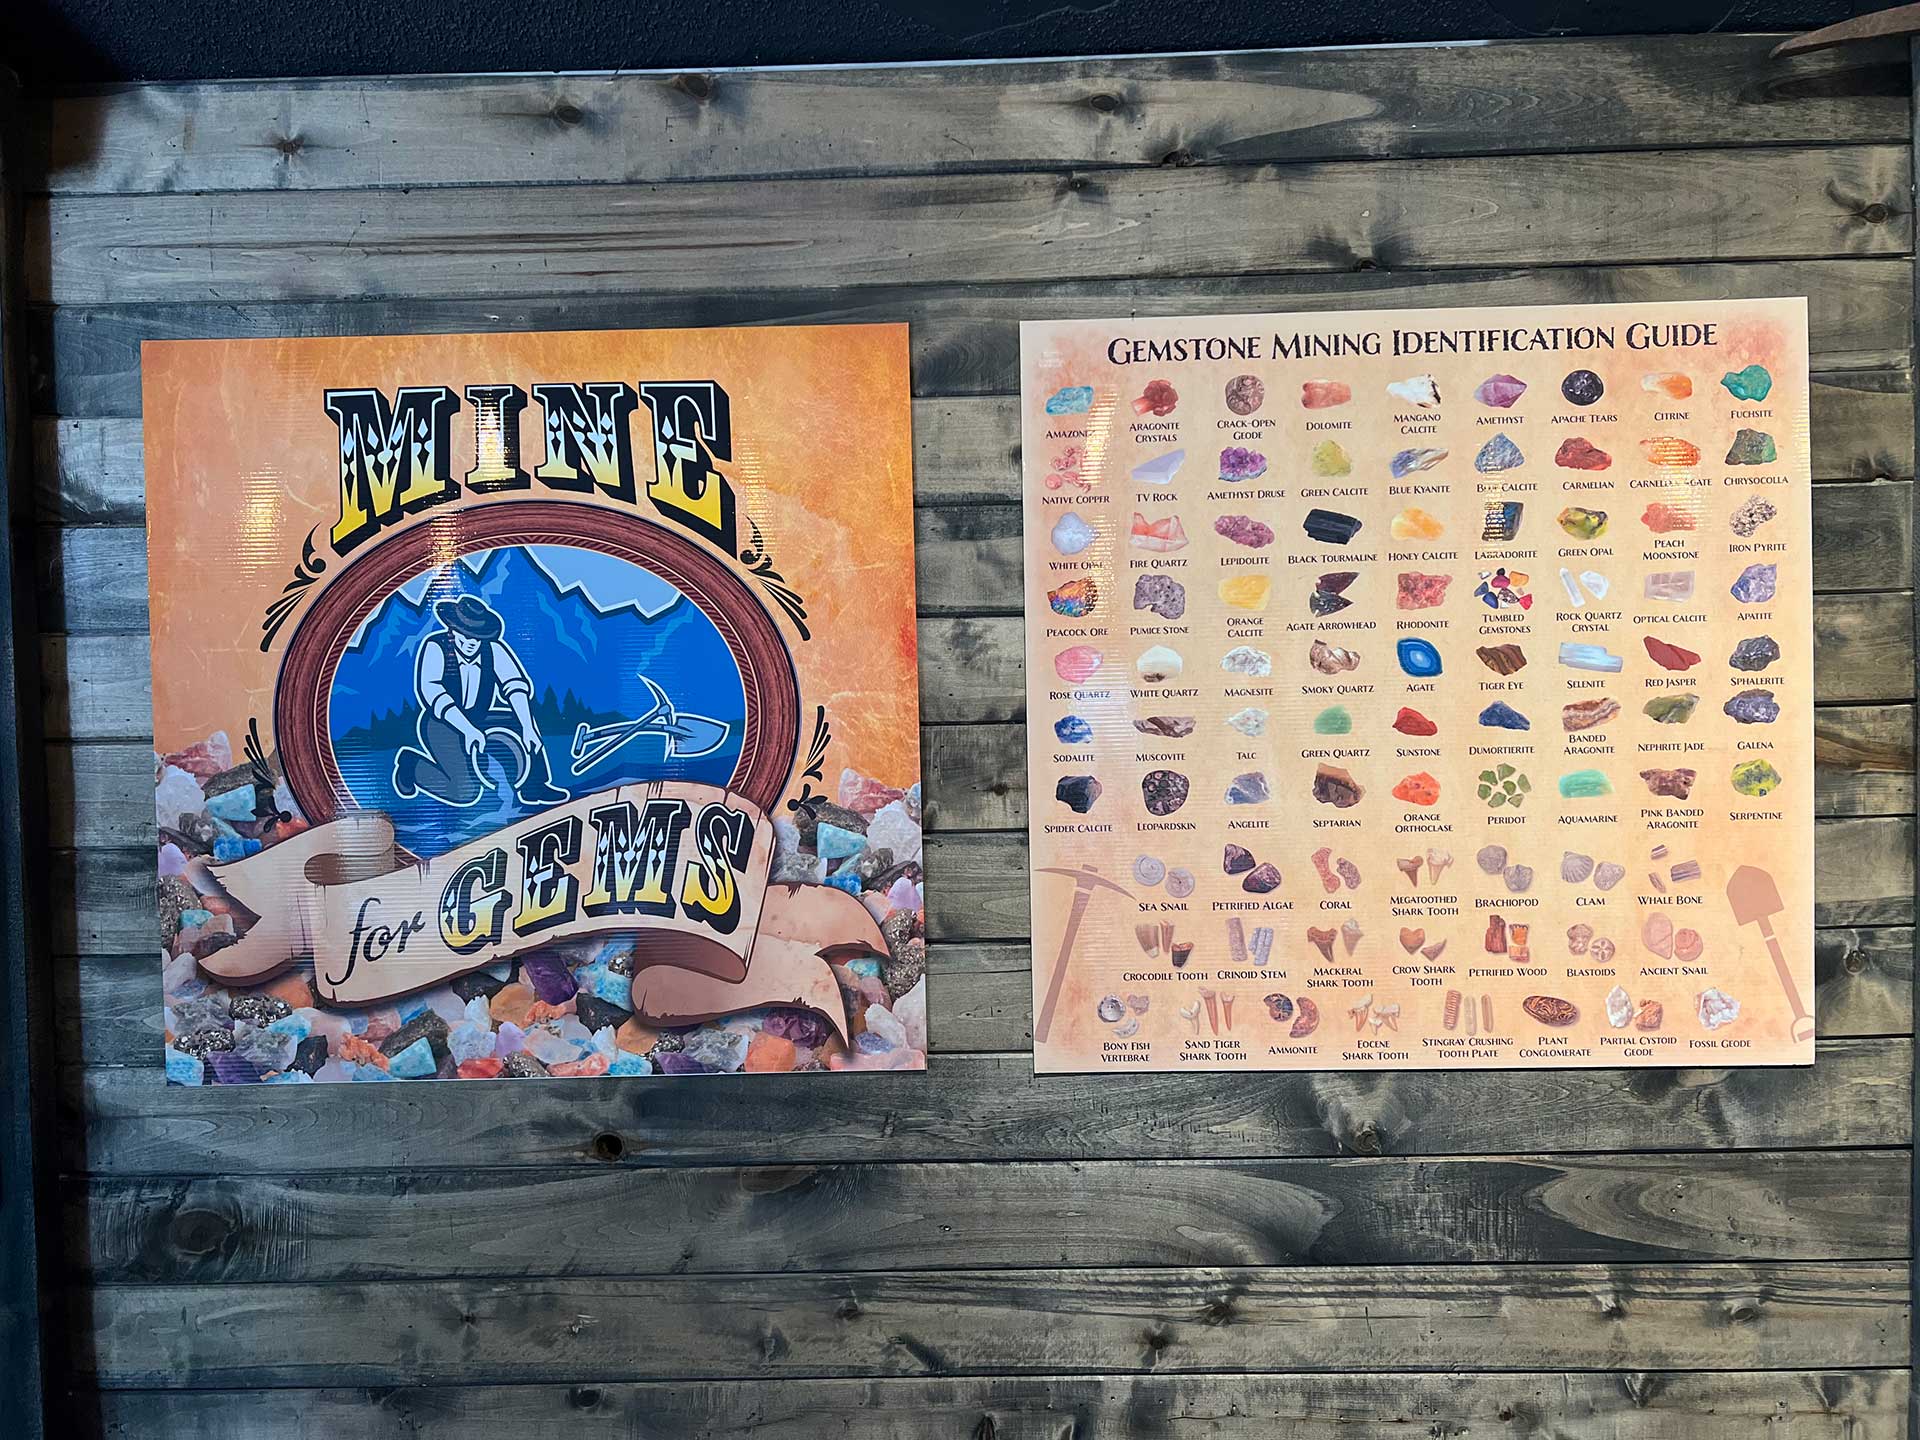 MINE
for GEMS
GEMSTONE MINING IDENTIFICATION GUIDE
ARAGONITE CRYSTALS
CRACK-OPEN GEODE
DOLOMITE
MANGANO CALCITE
AMETHYST
APACHE TEARS
CITRINE
FUCHSITE
NATIVE COPPER
TV ROCK
AMETHYST DRUSE
GREEN CALCITE
BLUE KYANITE
BLUE CALCITE
CARMELIAN
CARNELIAN AGATE
CHRYSOCOLLA
WHITE OPAL
FIRE QUARTZ
LEPIDOLITE
BLACK TOURMALINE
HONEY CALCITE
LABRADORITE
GREEN OPAL
PEACH MOONSTONE
IRON PYRITE
PEACOCK ORE
PUMICE STONE
ORANGE CALCITE
AGATE ARROWHEAD
RHODONITE
TUMBLED GEMSTONES
ROCK QUARTZ CRYSTAL
OPTICAL CALCITE
APATITE
ROSE QUARTZ
WHITE QUARTZ
MAGNESITE
SMOKY QUARTZ
AGATE
TIGER EYE
SELENITE
RED JASPER
SPHALERITE
SODALITE
MUSCOVITE
TALC
GREEN QUARTZ
SUNSTONE
DUMORTIERITE
BANDED ARAGONITE
NEPHRITE JADE
GALENA
SPIDER CALCITE
LEOPARDSKIN
ANGELITE
SEPTARIAN
ORANGE ORTHOCLASE
PERIDOT
AQUAMARINE
PINK BANDED ARAGONITE
SERPENTINE
SEA SNAIL
PETRIFIED ALGAE
CORAL
MEGATOOTHED SHARK TOOTH
BRACHIOPOD
CLAM
WHALE BONE
CROCODILE TOOTH
CRINOID STEM
MACKERAL SHARK TOOTH
CROW SHARK TOOTH
PETRIFIED WOOD
BLASTOIDS
ANCIENT SNAIL
BONY FISH VERTEBRAE
SAND TIGER SHARK TOOTH
AMMONITE
EOCENE SHARK TOOTH
STINGRAY CRUSHING TOOTH PLATE
PLANT CONGLOMERATE
PARTIAL CYSTOID GEODE
FOSSIL GEODE